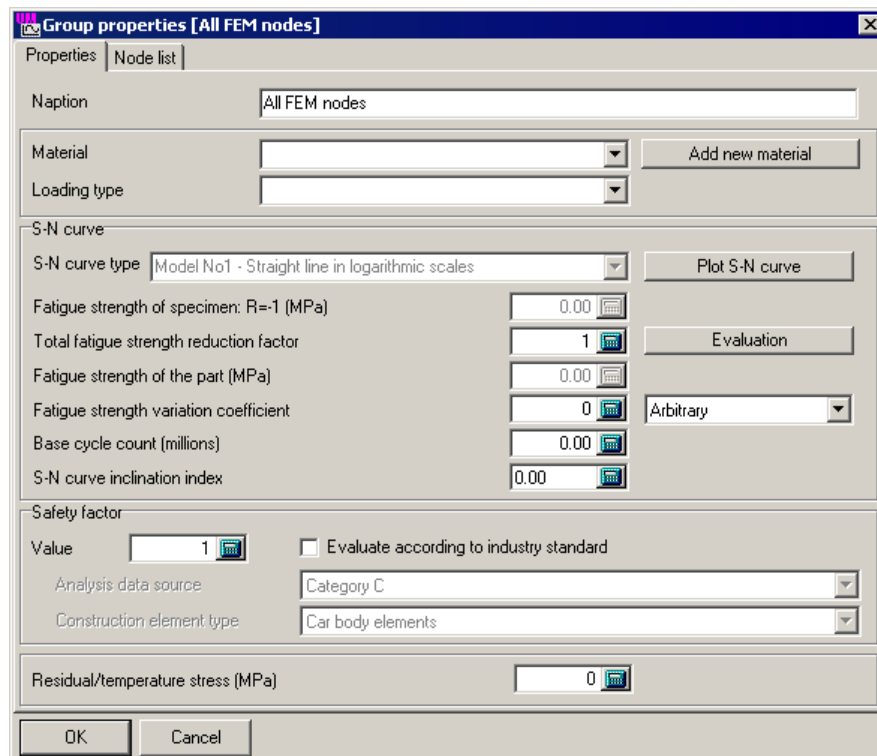 Group properties [All FEM nodes]
Properties Node list
Naption All FEM nodes
Material Add new material
Loading type
S-N curve
S-N curve type Model No1 - Straight line in logarithmic scales Plot S-N curve
Fatigue strength of specimen: R=-1 (MPa) 0.00
Total fatigue strength reduction factor 1 Evaluation
Fatigue strength of the part (MPa) 0.00
Fatigue strength variation coefficient 0 Arbitrary
Base cycle count (millions) 0.00
S-N curve inclination index 0.00
Safety factor
Value 1 Evaluate according to industry standard
Analysis data source Category C
Construction element type Car body elements
Residual/temperature stress (MPa) 0
OK Cancel